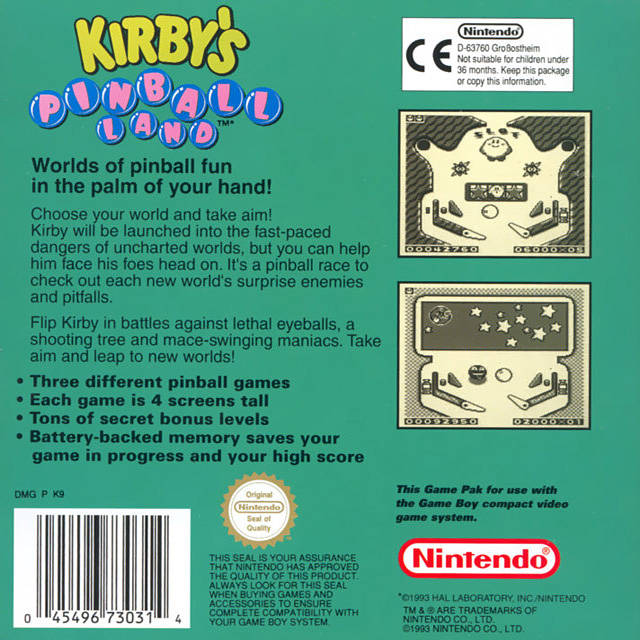 KIRBY'S
PINBALL
LAND™*
Worlds of pinball fun
in the palm of your hand!
Choose your world and take aim!
Kirby will be launched into the fast-paced
dangers of uncharted worlds, but you can help
him face his foes head on. It's a pinball race to
check out each new world's surprise enemies
and pitfalls.
Flip Kirby in battles against lethal eyeballs, a
shooting tree and mace-swinging maniacs. Take
aim and leap to new worlds!
• Three different pinball games
• Each game is 4 screens tall
• Tons of secret bonus levels
• Battery-backed memory saves your
game in progress and your high score
DMG P K9
0 45496 73031 4
Original
Nintendo
Seal of
Quality
THIS SEAL IS YOUR ASSURANCE
THAT NINTENDO HAS APPROVED
THE QUALITY OF THIS PRODUCT.
ALWAYS LOOK FOR THIS SEAL
WHEN BUYING GAMES AND
ACCESSORIES TO ENSURE
COMPLETE COMPATIBILITY WITH
YOUR GAME BOY SYSTEM.
CE
Nintendo®
D-63760 Großostheim
Not suitable for children under
36 months. Keep this package
or copy this information.
00042760 05000×05
00092950 02000×01
This Game Pak for use with
the Game Boy compact video
game system.
Nintendo®
*©1993 HAL LABORATORY, INC./NINTENDO
TM & ® ARE TRADEMARKS OF
NINTENDO CO., LTD.
©1993 NINTENDO CO., LTD.